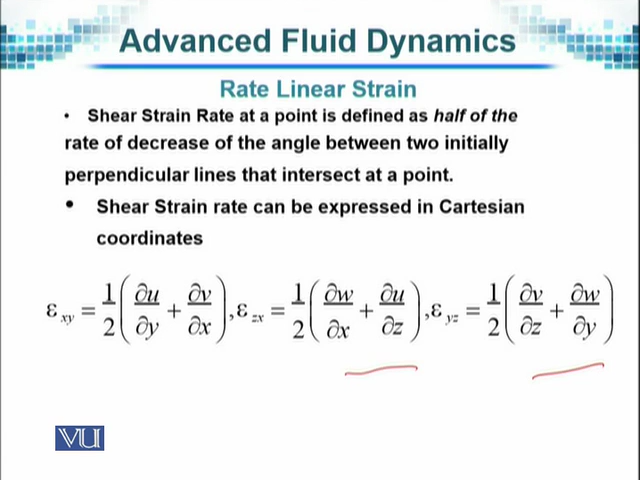 Advanced Fluid Dynamics
Rate Linear Strain
• Shear Strain Rate at a point is defined as half of the
rate of decrease of the angle between two initially
perpendicular lines that intersect at a point.
• Shear Strain rate can be expressed in Cartesian
coordinates
ε_xy = 1/2 (∂u/∂y + ∂v/∂x), ε_zx = 1/2 (∂w/∂x + ∂u/∂z), ε_yz = 1/2 (∂v/∂z + ∂w/∂y)
VU